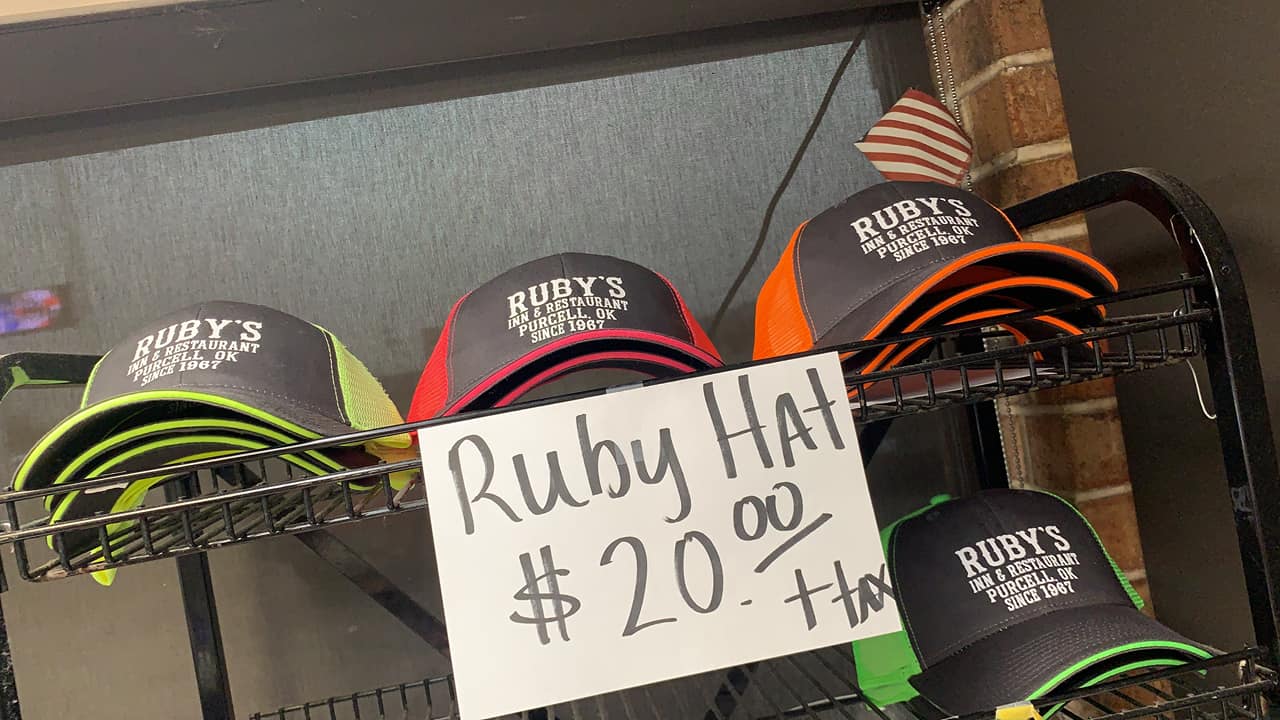 RUBY'S
INN & RESTAURANT
PURCELL, OK
SINCE 1967
RUBY'S
INN & RESTAURANT
PURCELL, OK
SINCE 1967
RUBY'S
INN & RESTAURANT
PURCELL, OK
SINCE 1967
Ruby HAt
$20.00
+ tax
RUBY'S
INN & RESTAURANT
PURCELL, OK
SINCE 1967